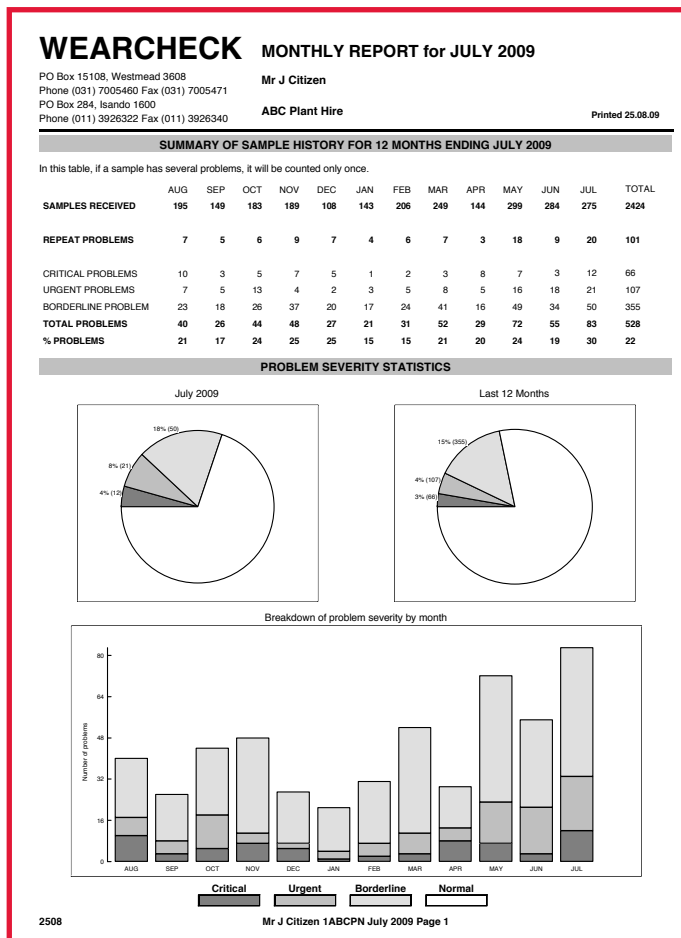 WEARCHECK
MONTHLY REPORT for JULY 2009
PO Box 15108, Westmead 3608
Phone (031) 7005460 Fax (031) 7005471
PO Box 284, Isando 1600
Phone (011) 3926322 Fax (011) 3926340
Mr J Citizen
ABC Plant Hire
Printed 25.08.09
SUMMARY OF SAMPLE HISTORY FOR 12 MONTHS ENDING JULY 2009
In this table, if a sample has several problems, it will be counted only once.
AUG SEP OCT NOV DEC JAN FEB MAR APR MAY JUN JUL TOTAL
SAMPLES RECEIVED 195 149 183 189 108 143 206 249 144 299 284 275 2424
REPEAT PROBLEMS 7 5 6 9 7 4 6 7 3 18 9 20 101
CRITICAL PROBLEMS 10 3 5 7 5 1 2 3 8 7 3 12 66
URGENT PROBLEMS 7 5 13 4 2 3 5 8 5 16 18 21 107
BORDERLINE PROBLEM 23 18 26 37 20 17 24 41 16 49 34 50 355
TOTAL PROBLEMS 40 26 44 48 27 21 31 52 29 72 55 83 528
% PROBLEMS 21 17 24 25 25 15 15 21 20 24 19 30 22
PROBLEM SEVERITY STATISTICS
July 2009
18% (50)
8% (21)
4% (12)
Last 12 Months
15% (355)
4% (107)
3% (66)
Breakdown of problem severity by month
Number of problems
80
64
48
32
16
0
AUG SEP OCT NOV DEC JAN FEB MAR APR MAY JUN JUL
Critical Urgent Borderline Normal
2508
Mr J Citizen 1ABCPN July 2009 Page 1